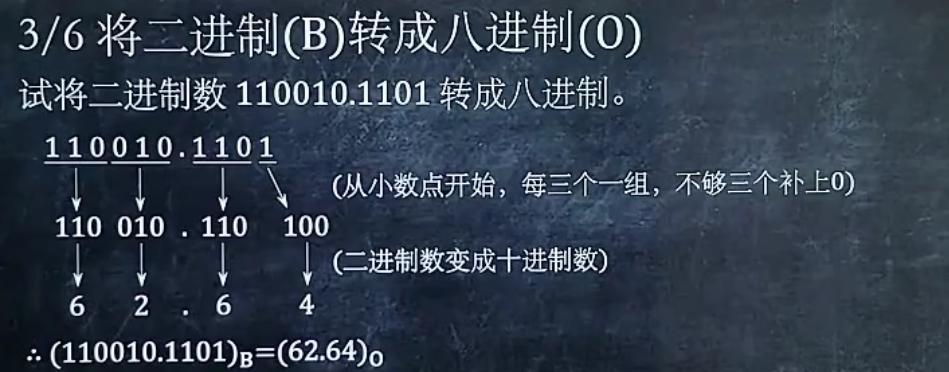 3/6 将二进制(B)转成八进制(O)
试将二进制数 110010.1101 转成八进制。
110010.1101
(从小数点开始，每三个一组，不够三个补上0)
110 010 . 110 100
(二进制数变成十进制数)
6 2 . 6 4
∴ (110010.1101)B=(62.64)O